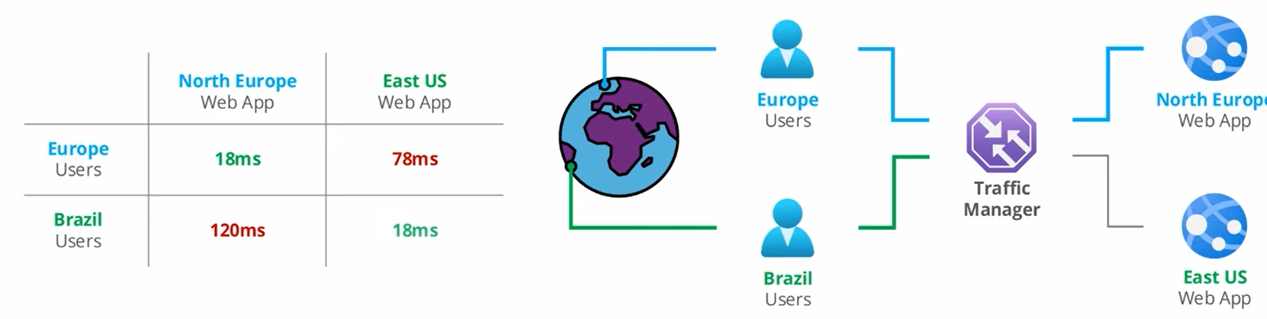 North Europe
Web App
East US
Web App
Europe
Users
18ms
78ms
Brazil
Users
120ms
18ms
Europe
Users
Brazil
Users
Traffic
Manager
North Europe
Web App
East US
Web App